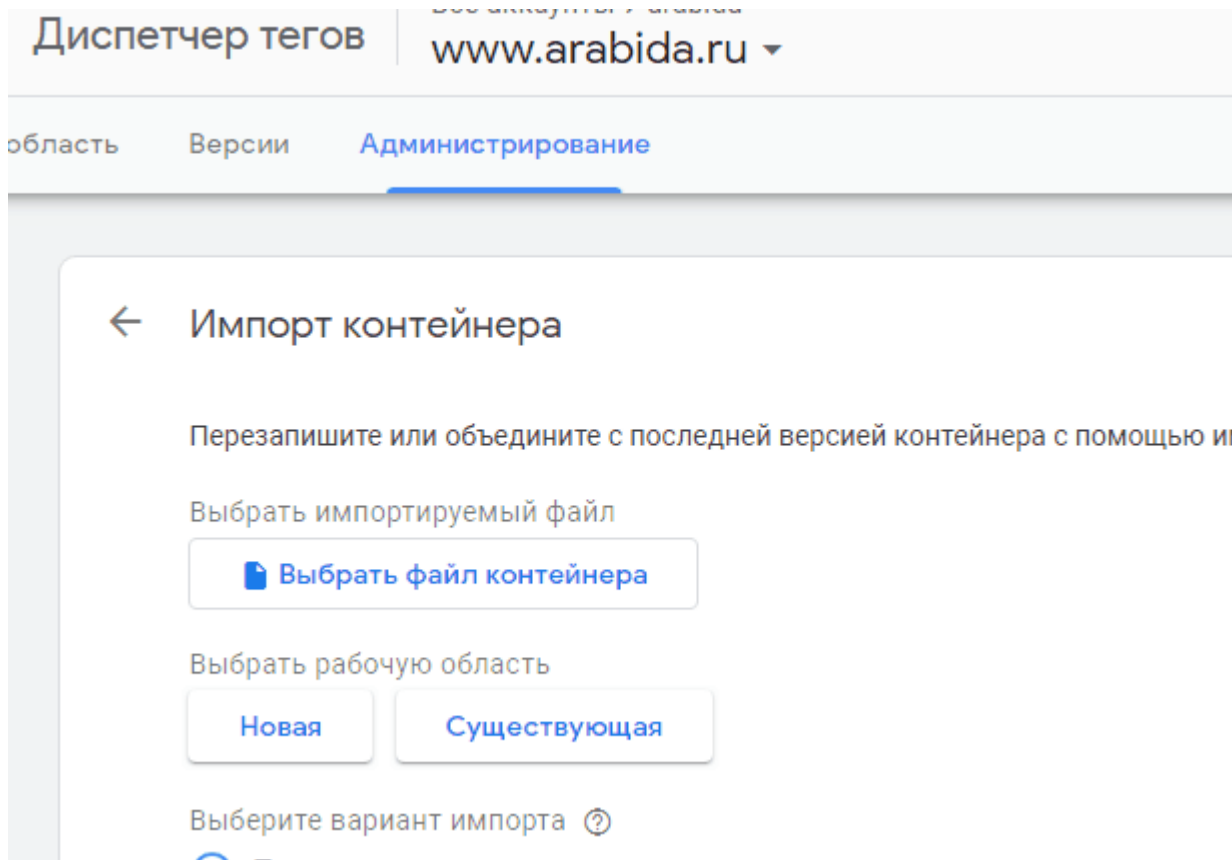 Диспетчер тегов
www.arabida.ru
область Версии Администрирование
Импорт контейнера
Перезапишите или объедините с последней версией контейнера с помощью
Выбрать импортируемый файл
Выбрать файл контейнера
Выбрать рабочую область
Новая Существующая
Выберите вариант импорта